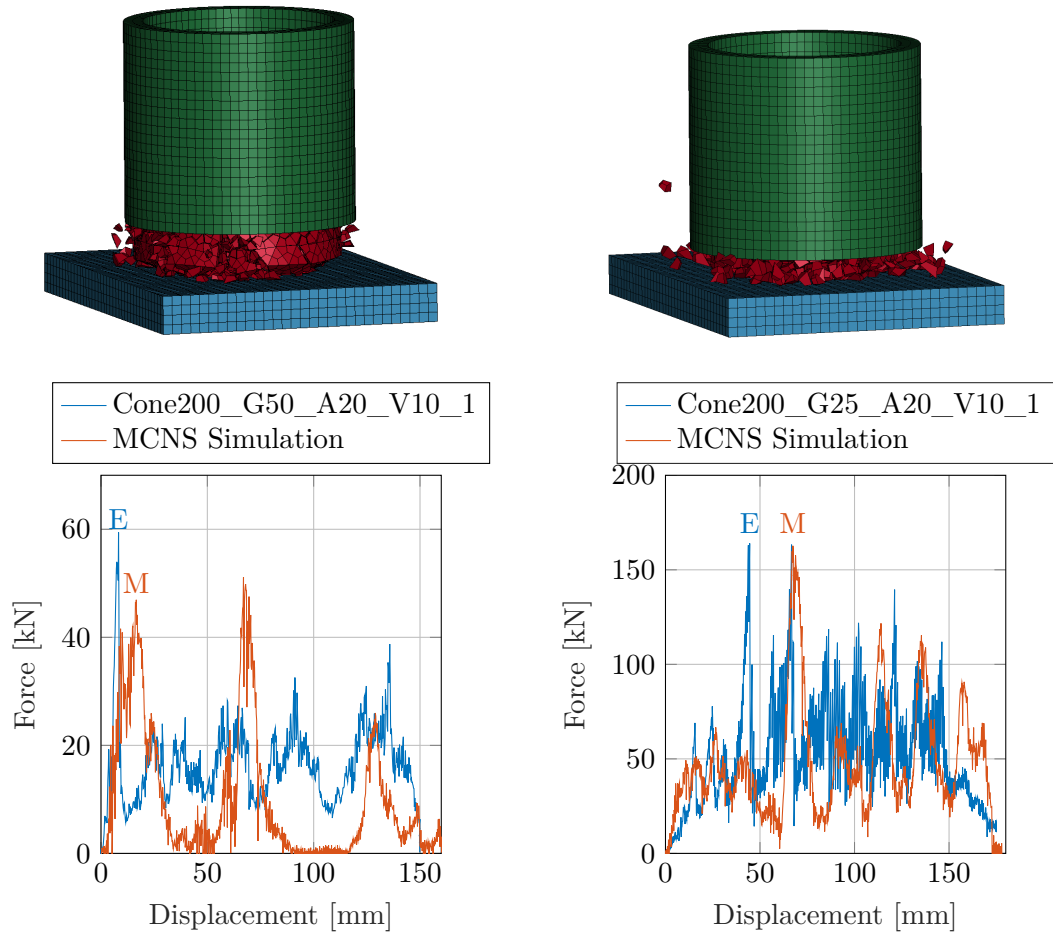 Cone200_G50_A20_V10_1
MCNS Simulation
E
M
60
40
20
0
0
50
100
150
Force [kN]
Displacement [mm]
Cone200_G25_A20_V10_1
MCNS Simulation
200
E
M
150
100
50
0
0
50
100
150
Force [kN]
Displacement [mm]